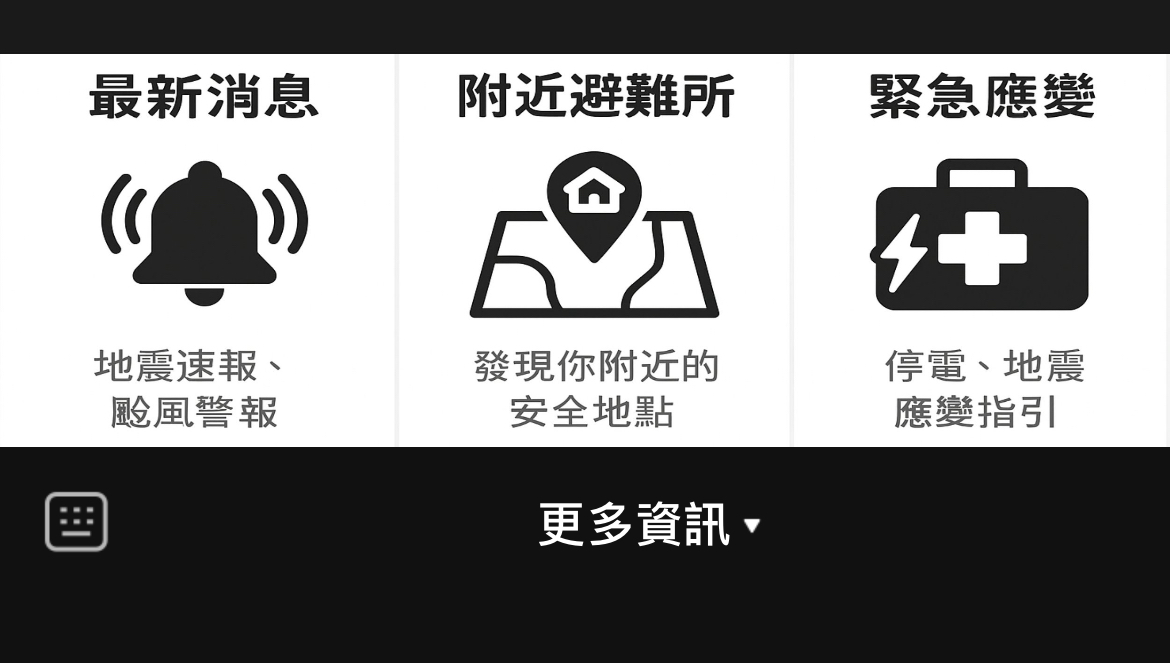 最新消息
附近避難所
緊急應變
地震速報、
颱風警報
發現你附近的
安全地點
停電、地震
應變指引
更多資訊 ▾